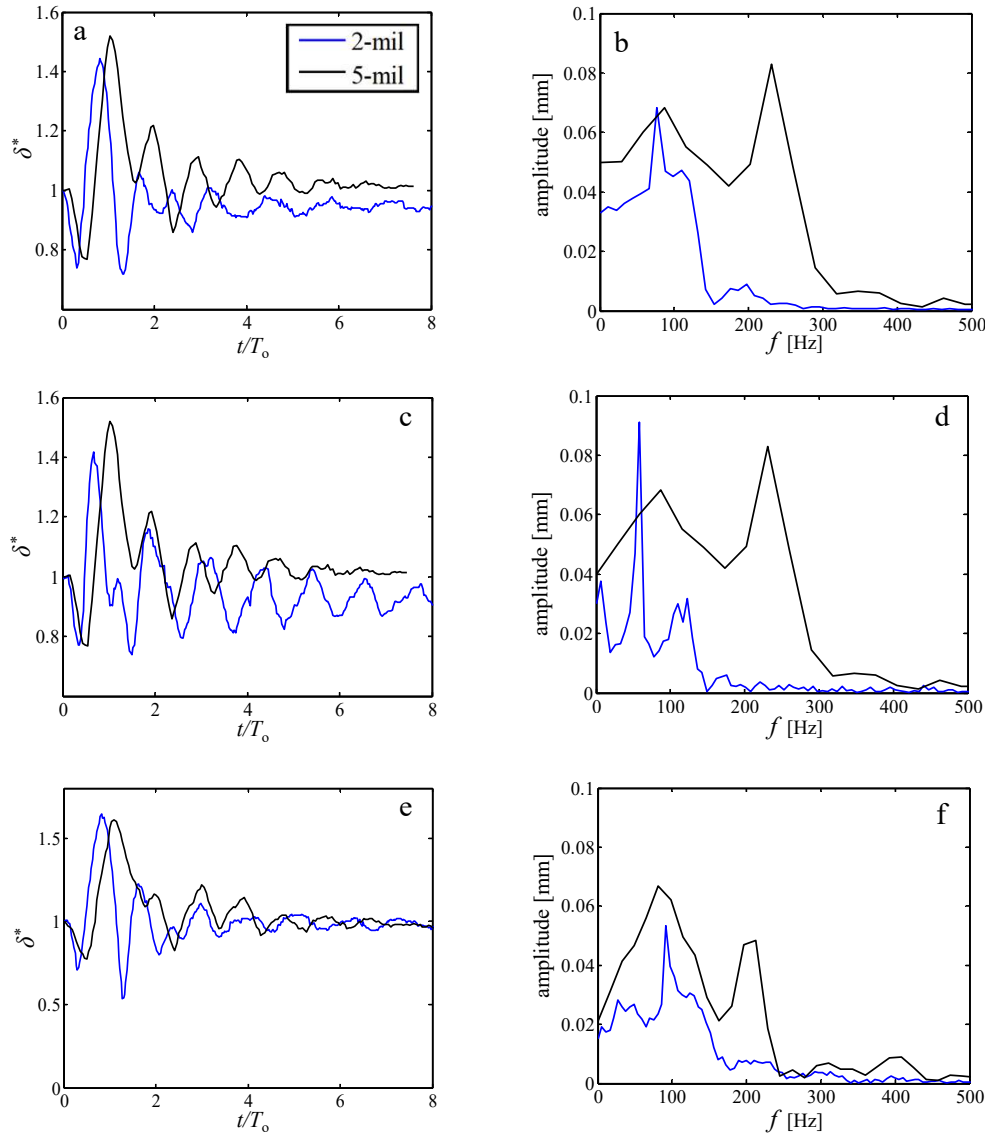 a
2-mil
5-mil
δ*
1.6
1.4
1.2
1
0.8
0 2 4 6 8
t/Tₒ
b
amplitude [mm]
0.1
0.08
0.06
0.04
0.02
0
0 100 200 300 400 500
f [Hz]
c
δ*
1.6
1.4
1.2
1
0.8
0 2 4 6 8
t/Tₒ
d
amplitude [mm]
0.1
0.08
0.06
0.04
0.02
0
0 100 200 300 400 500
f [Hz]
e
δ*
1.5
1
0.5
0
0 2 4 6 8
t/Tₒ
f
amplitude [mm]
0.1
0.08
0.06
0.04
0.02
0
0 100 200 300 400 500
f [Hz]